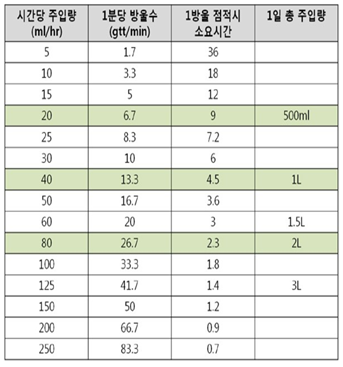 시간당 주입량 1분당 방울수 1방울 점적시 1일 총 주입량
(ml/hr) (gtt/min) 소요시간
5 1.7 36
10 3.3 18
15 5 12
20 6.7 9 500ml
25 8.3 7.2
30 10 6
40 13.3 4.5 1L
50 16.7 3.6
60 20 3 1.5L
80 26.7 2.3 2L
100 33.3 1.8
125 41.7 1.4 3L
150 50 1.2
200 66.7 0.9
250 83.3 0.7